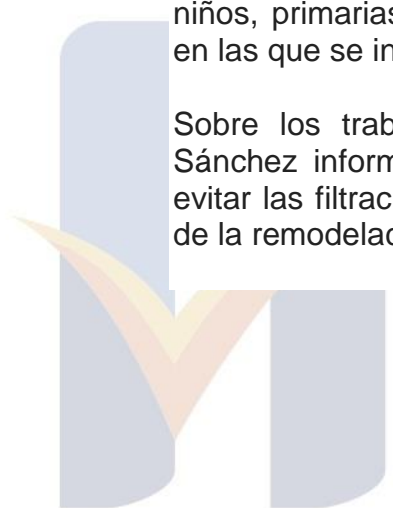 niños, primarias
en las que se in
Sobre los trab
Sánchez inform
evitar las filtrac
de la remodelac